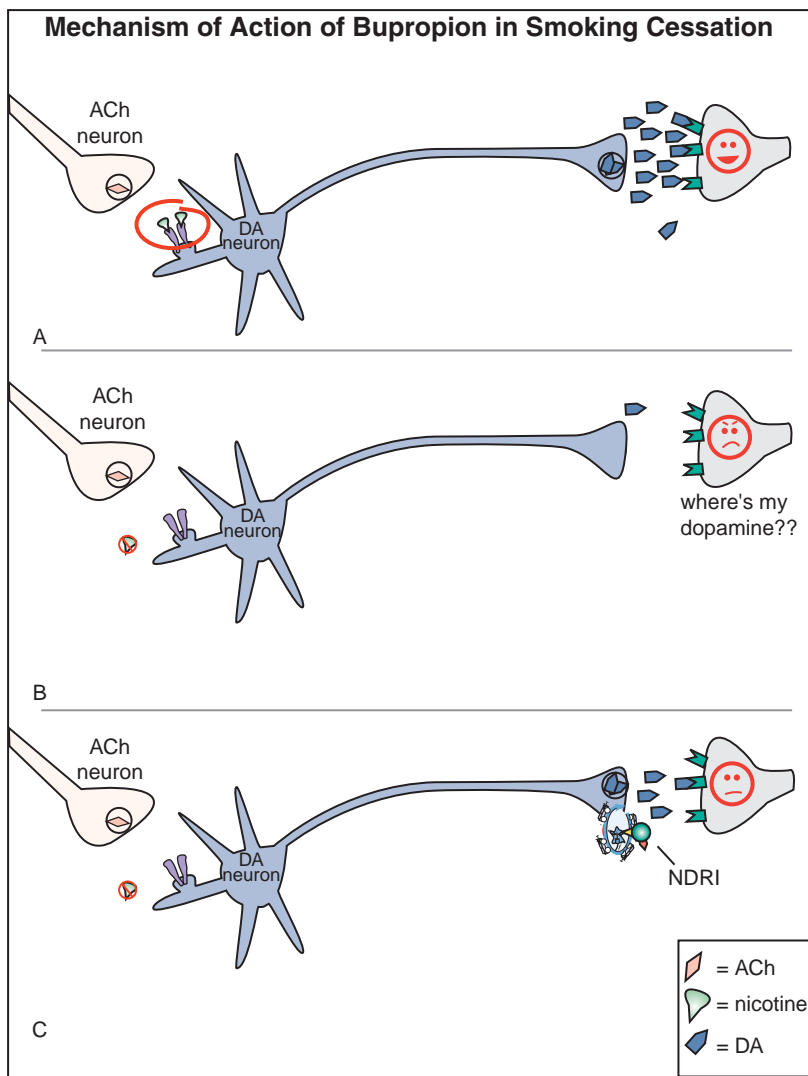 Mechanism of Action of Bupropion in Smoking Cessation
ACh
neuron
DA
neuron
A
ACh
neuron
DA
neuron
where's my
dopamine??
B
ACh
neuron
DA
neuron
NDRI
= ACh
= nicotine
= DA
C